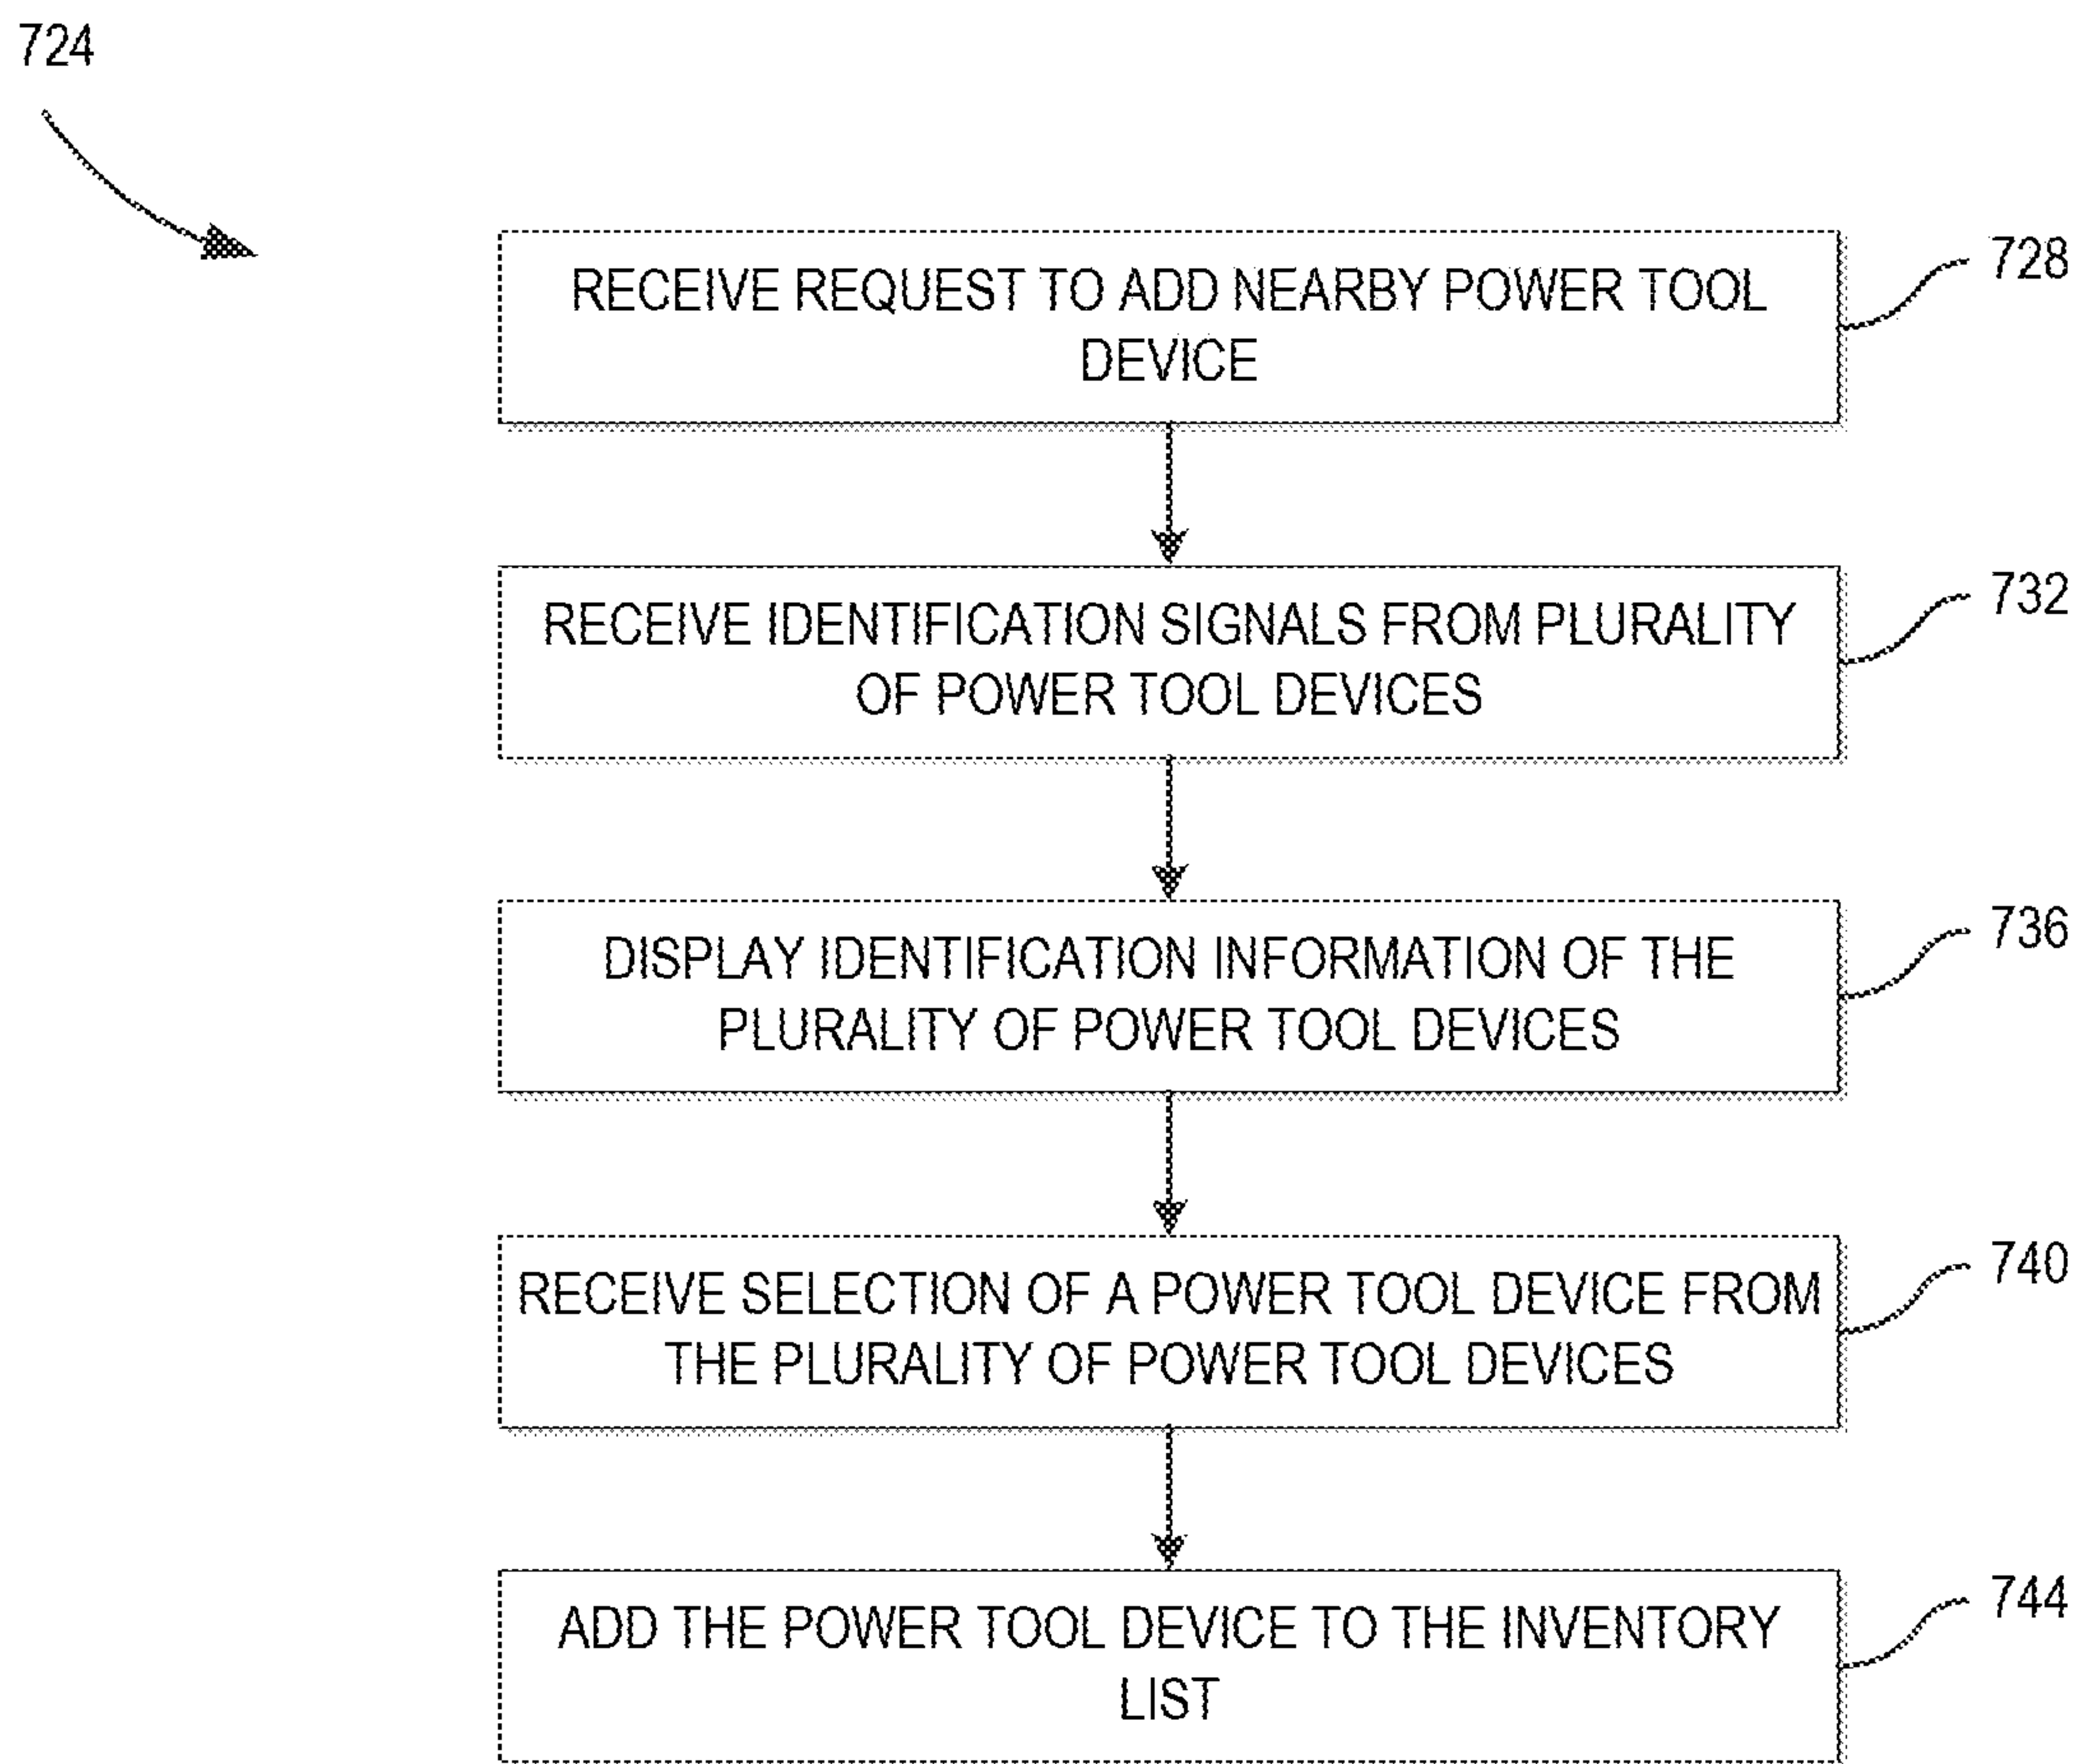 724
RECEIVE REQUEST TO ADD NEARBY POWER TOOL
DEVICE
728
RECEIVE IDENTIFICATION SIGNALS FROM PLURALITY
OF POWER TOOL DEVICES
732
DISPLAY IDENTIFICATION INFORMATION OF THE
PLURALITY OF POWER TOOL DEVICES
736
RECEIVE SELECTION OF A POWER TOOL DEVICE FROM
THE PLURALITY OF POWER TOOL DEVICES
740
ADD THE POWER TOOL DEVICE TO THE INVENTORY
LIST
744